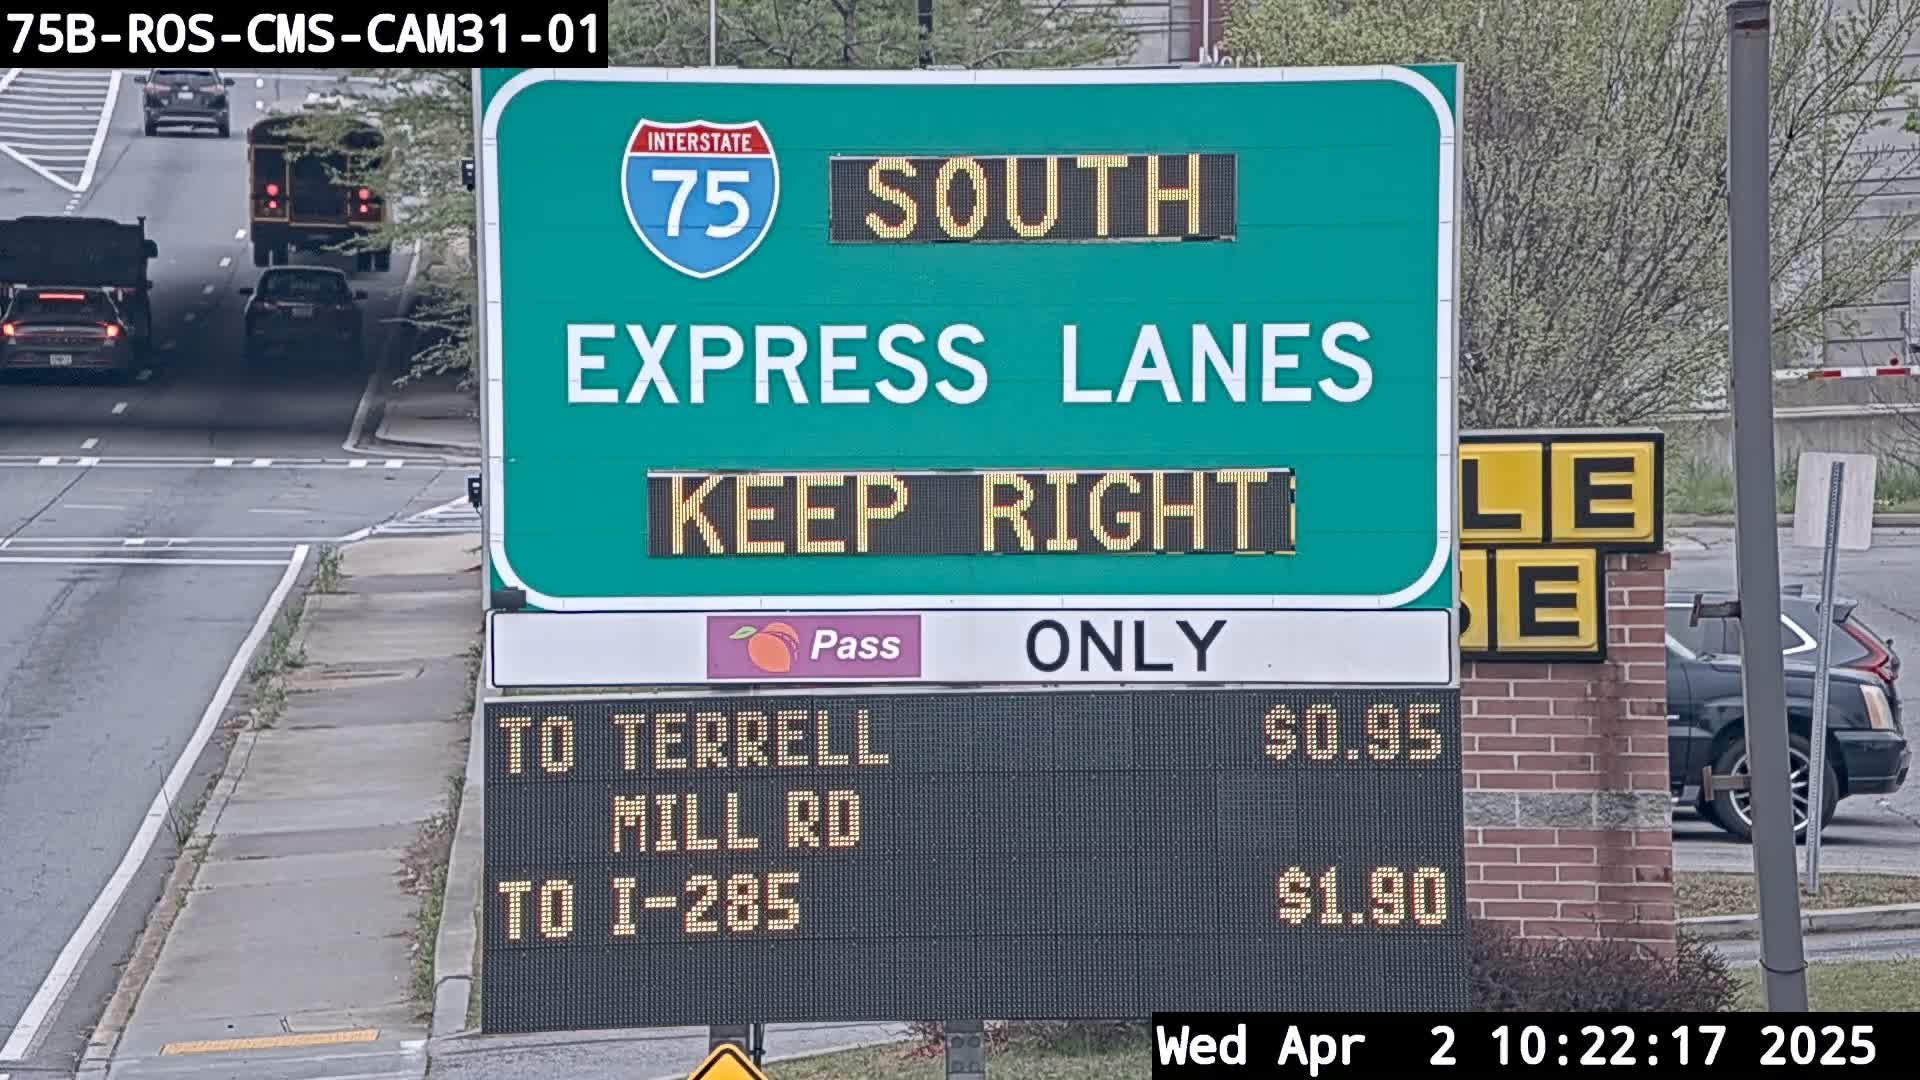 75B-ROS-CMS-CAM31-01
INTERSTATE
75
SOUTH
EXPRESS LANES
KEEP RIGHT
Pass ONLY
TO TERRELL $0.95
MILL RD
TO I-285 $1.90
LE
E
Wed Apr 2 10:22:17 2025